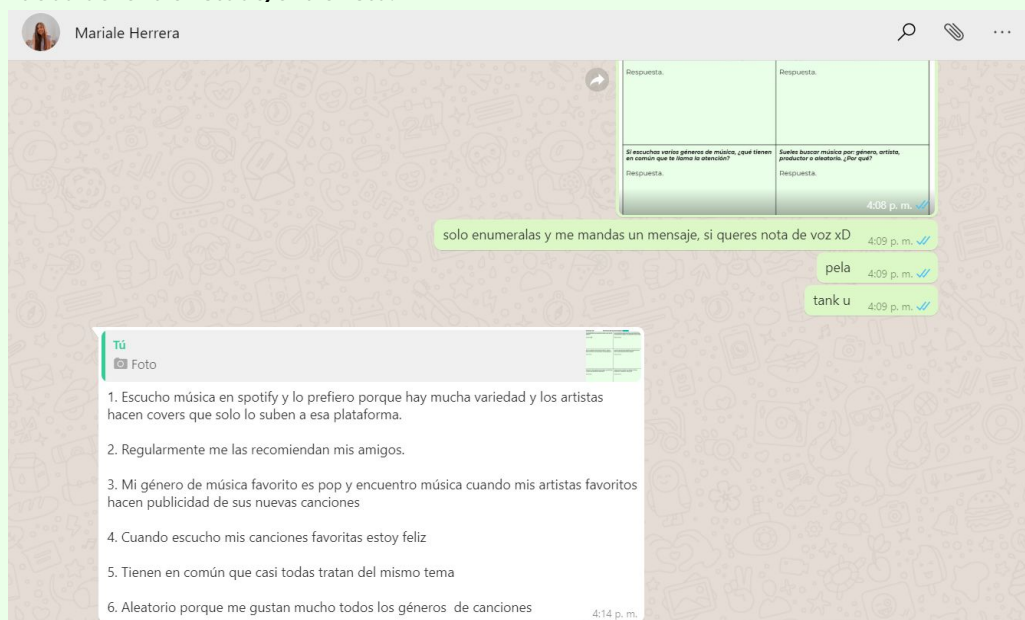 Mariale Herrera
Respuesta. Respuesta.
Si escuchas varios géneros de música, ¿qué tienen Sueles buscar música por: género, artista,
en común que te llama la atención? productor o aleatorio. ¿Por qué?
Respuesta. Respuesta.
4:08 p. m.
solo enumeralas y me mandas un mensaje, si queres nota de voz xD 4:09 p. m.
pela 4:09 p. m.
tank u 4:09 p. m.
Tú
Foto
1. Escucho música en spotify y lo prefiero porque hay mucha variedad y los artistas
hacen covers que solo lo suben a esa plataforma.
2. Regularmente me las recomiendan mis amigos.
3. Mi género de música favorito es pop y encuentro música cuando mis artistas favoritos
hacen publicidad de sus nuevas canciones
4. Cuando escucho mis canciones favoritas estoy feliz
5. Tienen en común que casi todas tratan del mismo tema
6. Aleatorio porque me gustan mucho todos los géneros de canciones 4:14 p. m.